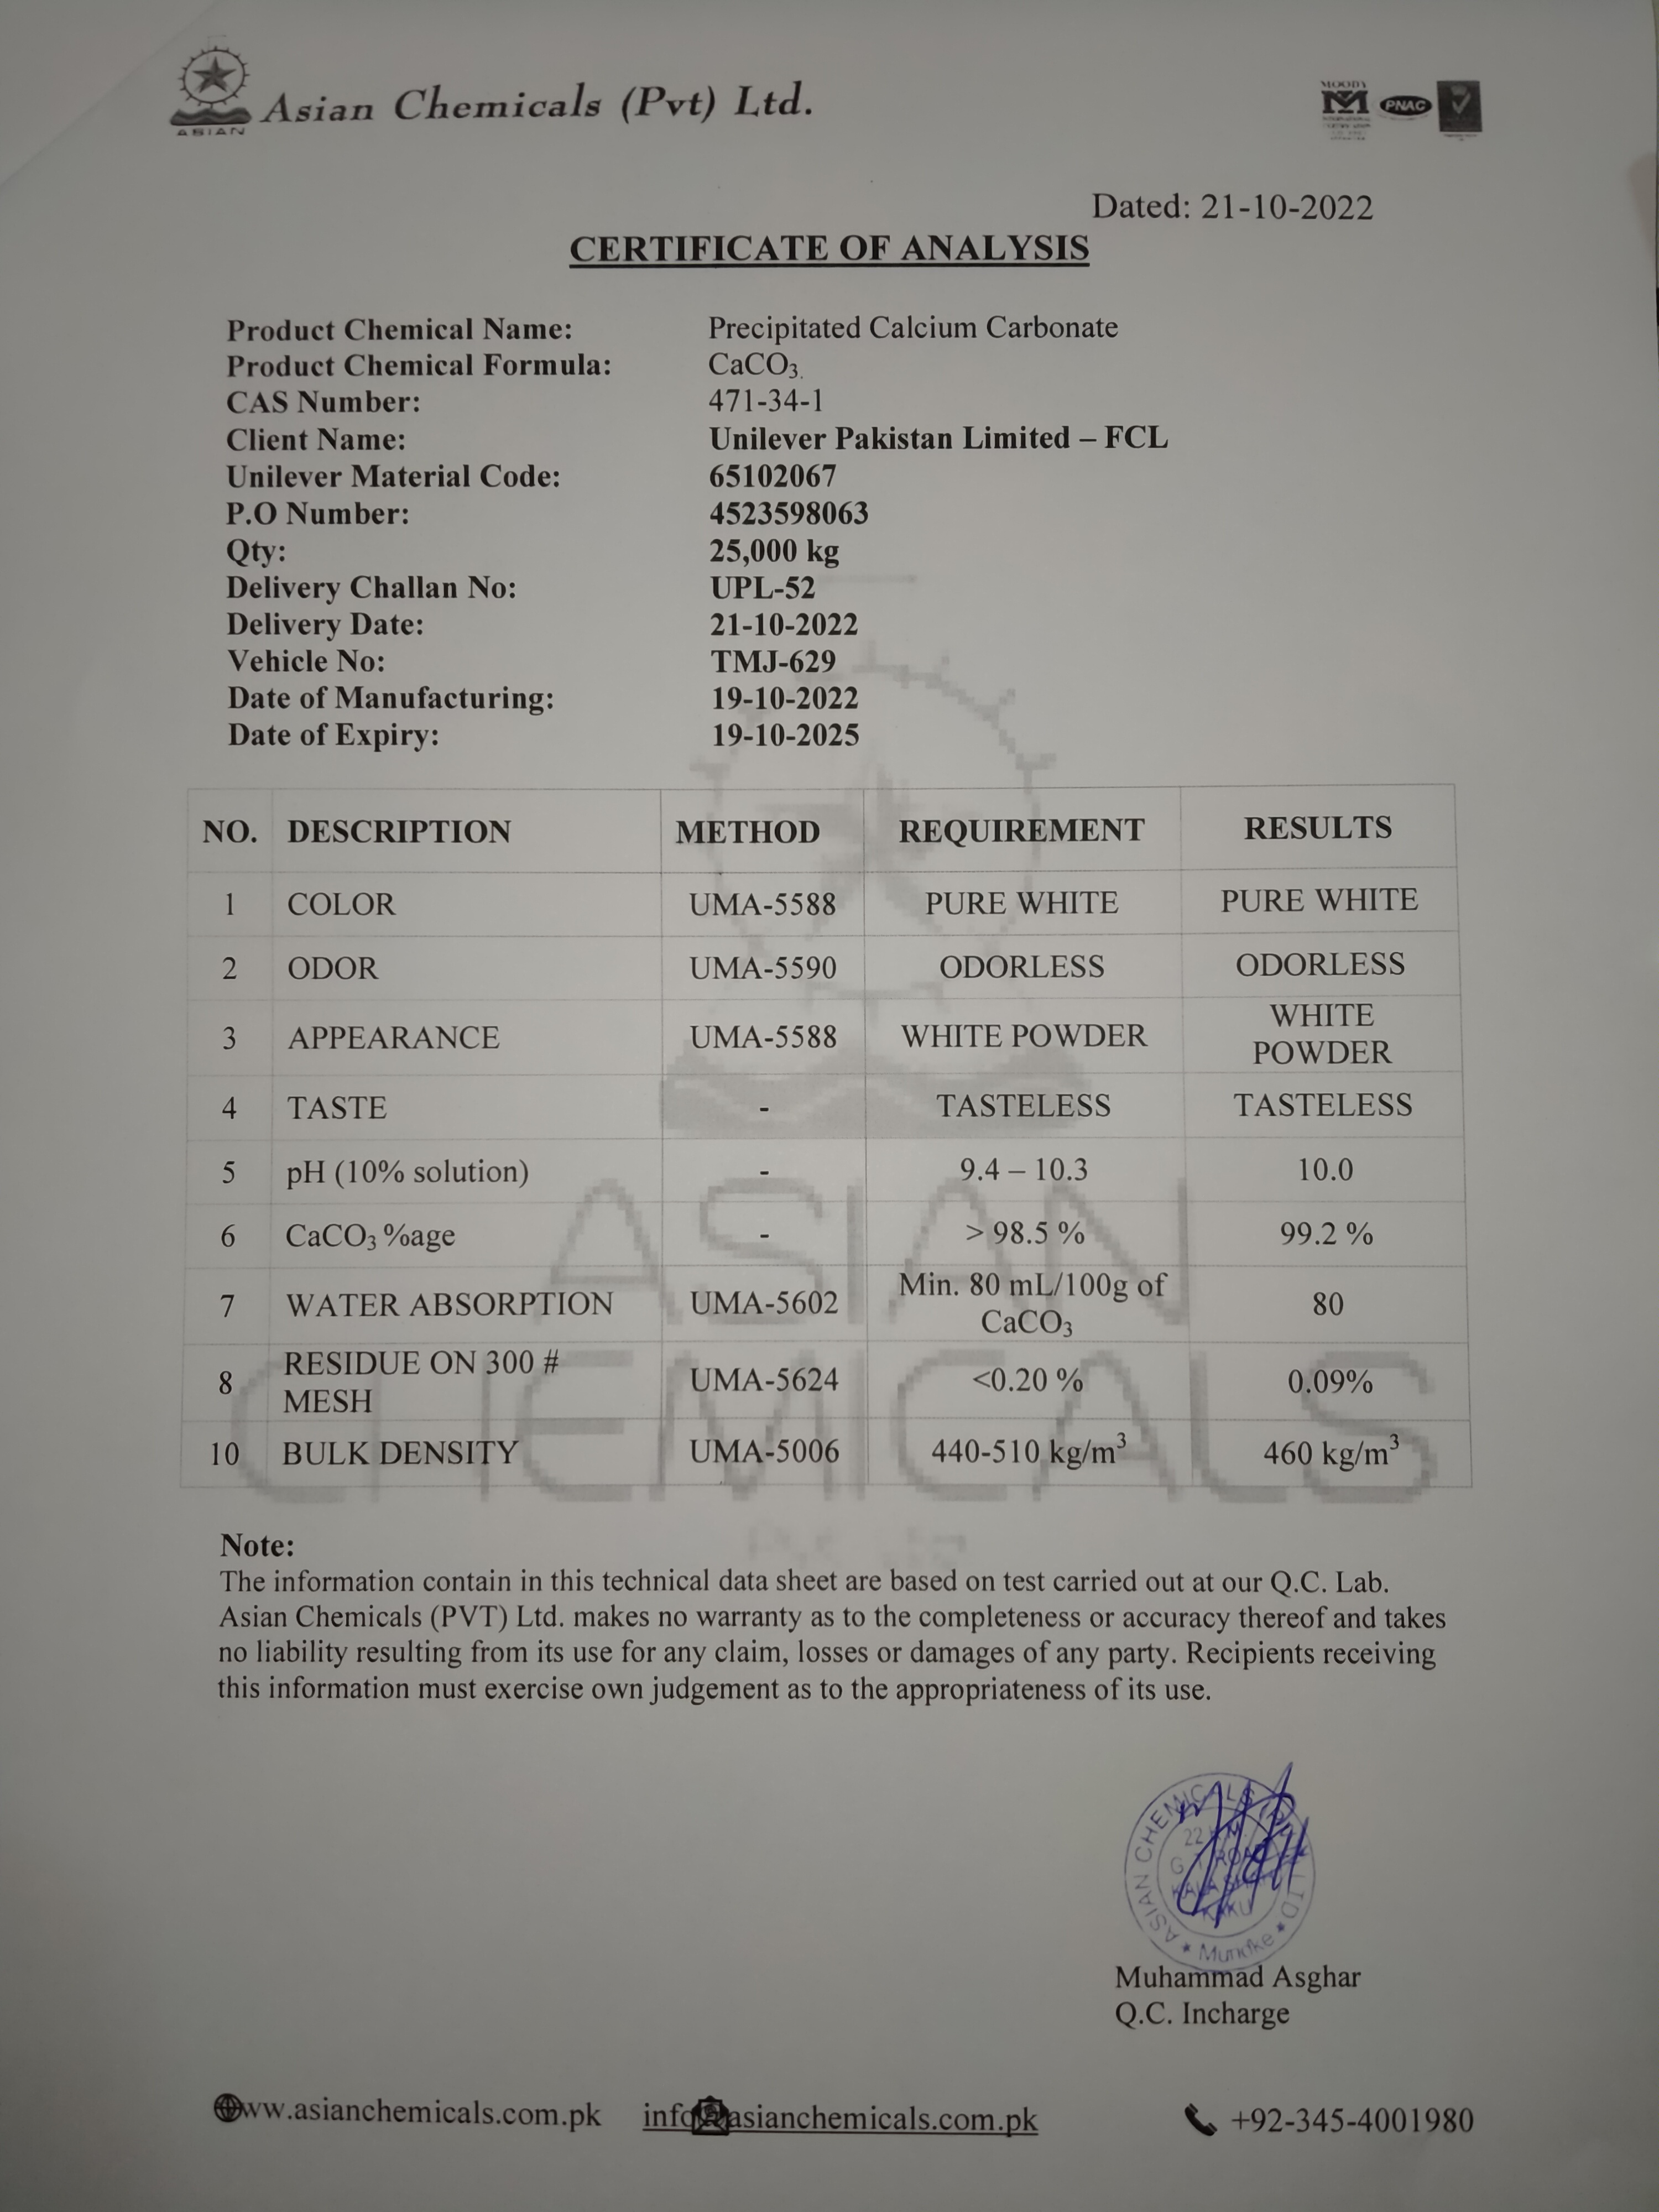 ASIAN
Asian Chemicals (Pvt) Ltd.
MOODY
PNAC
Dated: 21-10-2022
CERTIFICATE OF ANALYSIS
Product Chemical Name: Precipitated Calcium Carbonate
Product Chemical Formula: CaCO₃.
CAS Number: 471-34-1
Client Name: Unilever Pakistan Limited – FCL
Unilever Material Code: 65102067
P.O Number: 4523598063
Qty: 25,000 kg
Delivery Challan No: UPL-52
Delivery Date: 21-10-2022
Vehicle No: TMJ-629
Date of Manufacturing: 19-10-2022
Date of Expiry: 19-10-2025
NO. DESCRIPTION METHOD REQUIREMENT RESULTS
1 COLOR UMA-5588 PURE WHITE PURE WHITE
2 ODOR UMA-5590 ODORLESS ODORLESS
3 APPEARANCE UMA-5588 WHITE POWDER WHITE
POWDER
4 TASTE - TASTELESS TASTELESS
5 pH (10% solution) - 9.4 – 10.3 10.0
6 CaCO₃ %age - > 98.5 % 99.2 %
7 WATER ABSORPTION UMA-5602 Min. 80 mL/100g of
CaCO₃ 80
8 RESIDUE ON 300 #
MESH UMA-5624 <0.20 % 0.09%
10 BULK DENSITY UMA-5006 440-510 kg/m³ 460 kg/m³
ASIAN
CHEMICALS
Note:
The information contain in this technical data sheet are based on test carried out at our Q.C. Lab.
Asian Chemicals (PVT) Ltd. makes no warranty as to the completeness or accuracy thereof and takes
no liability resulting from its use for any claim, losses or damages of any party. Recipients receiving
this information must exercise own judgement as to the appropriateness of its use.
ASIAN CHEMICALS LTD
22 K.M.
G.T. ROAD
KALA SHAH
KAKU
Muridke
Muhammad Asghar
Q.C. Incharge
www.asianchemicals.com.pk info@asianchemicals.com.pk +92-345-4001980